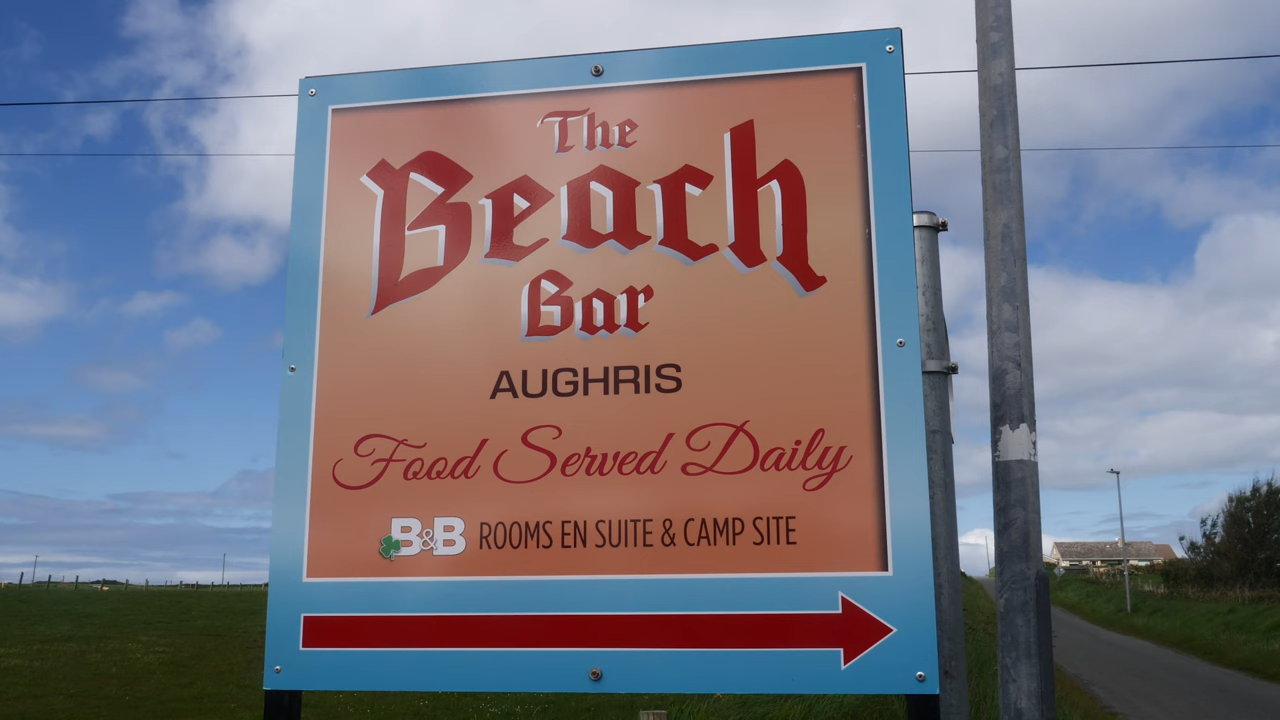 The
Beach
Bar
AUGHRIS
Food Served Daily
B&B ROOMS EN SUITE & CAMP SITE